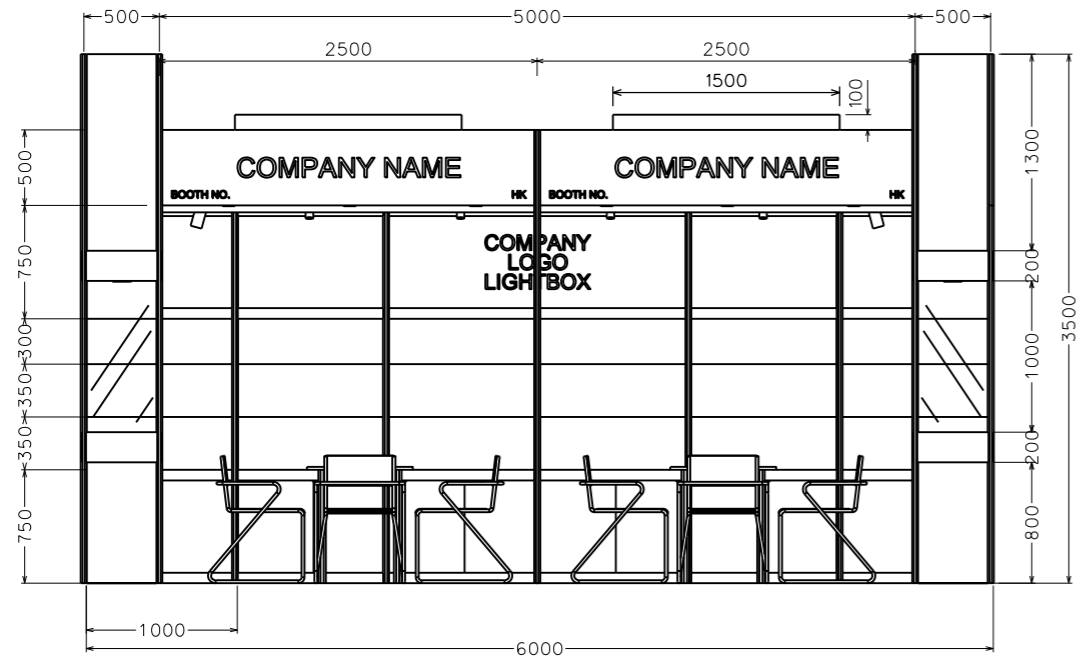 500
5000
500
2500
2500
1500
100
500
1300
COMPANY NAME
COMPANY NAME
BOOTH NO.
HK
BOOTH NO.
HK
750
COMPANY
LOGO
LIGHTBOX
200
300
1000
3500
350
350
200
750
800
1000
6000